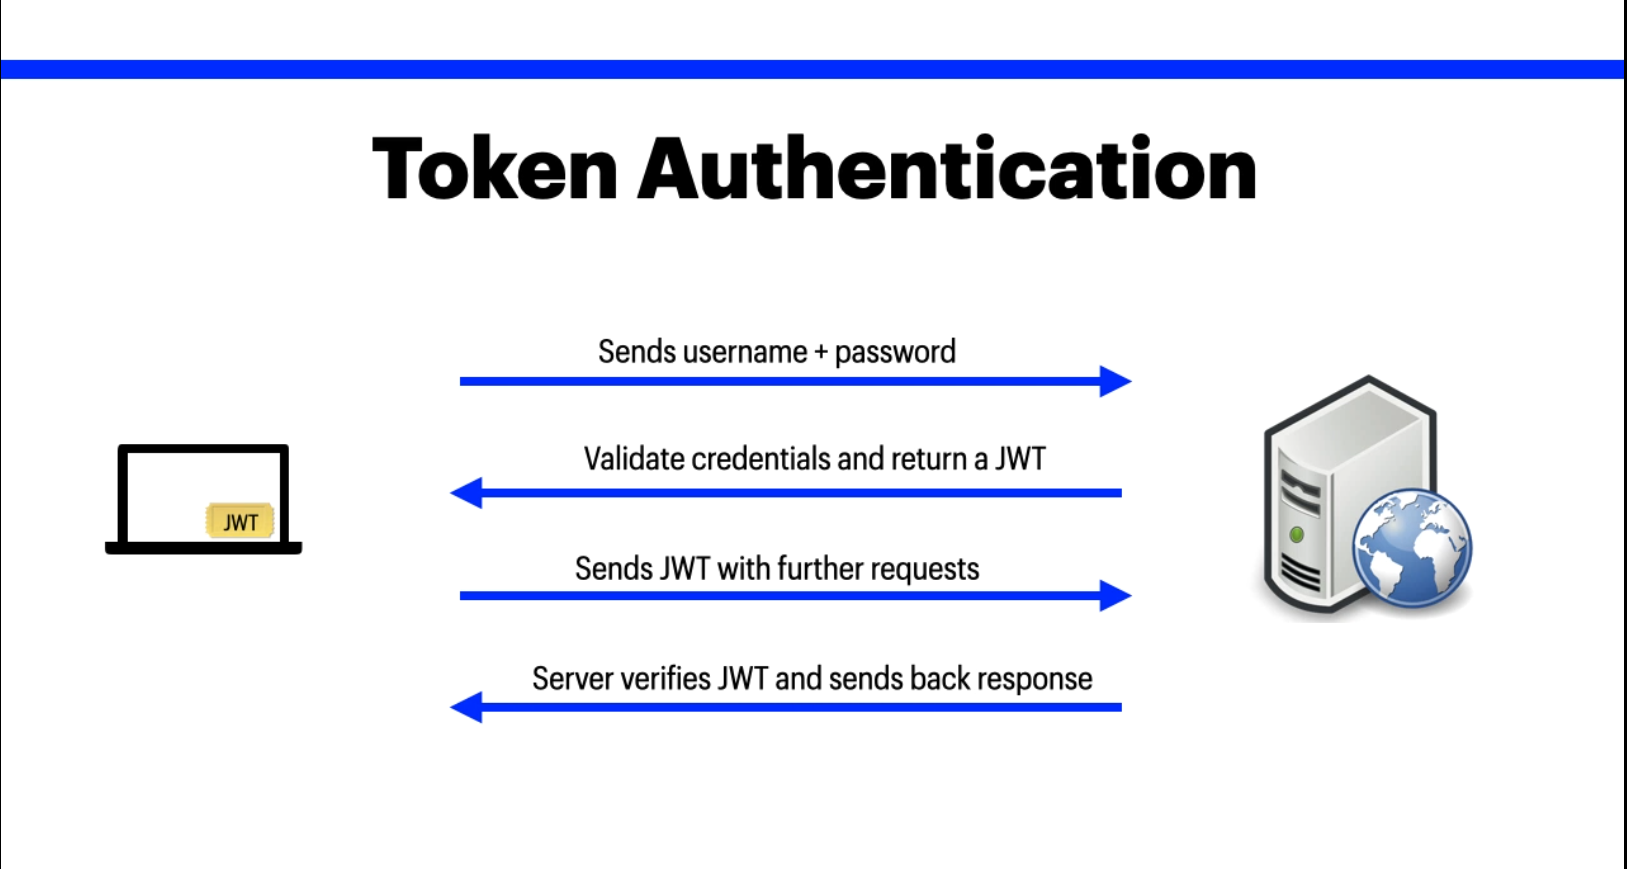 Token Authentication
Sends username + password
Validate credentials and return a JWT
JWT
Sends JWT with further requests
Server verifies JWT and sends back response